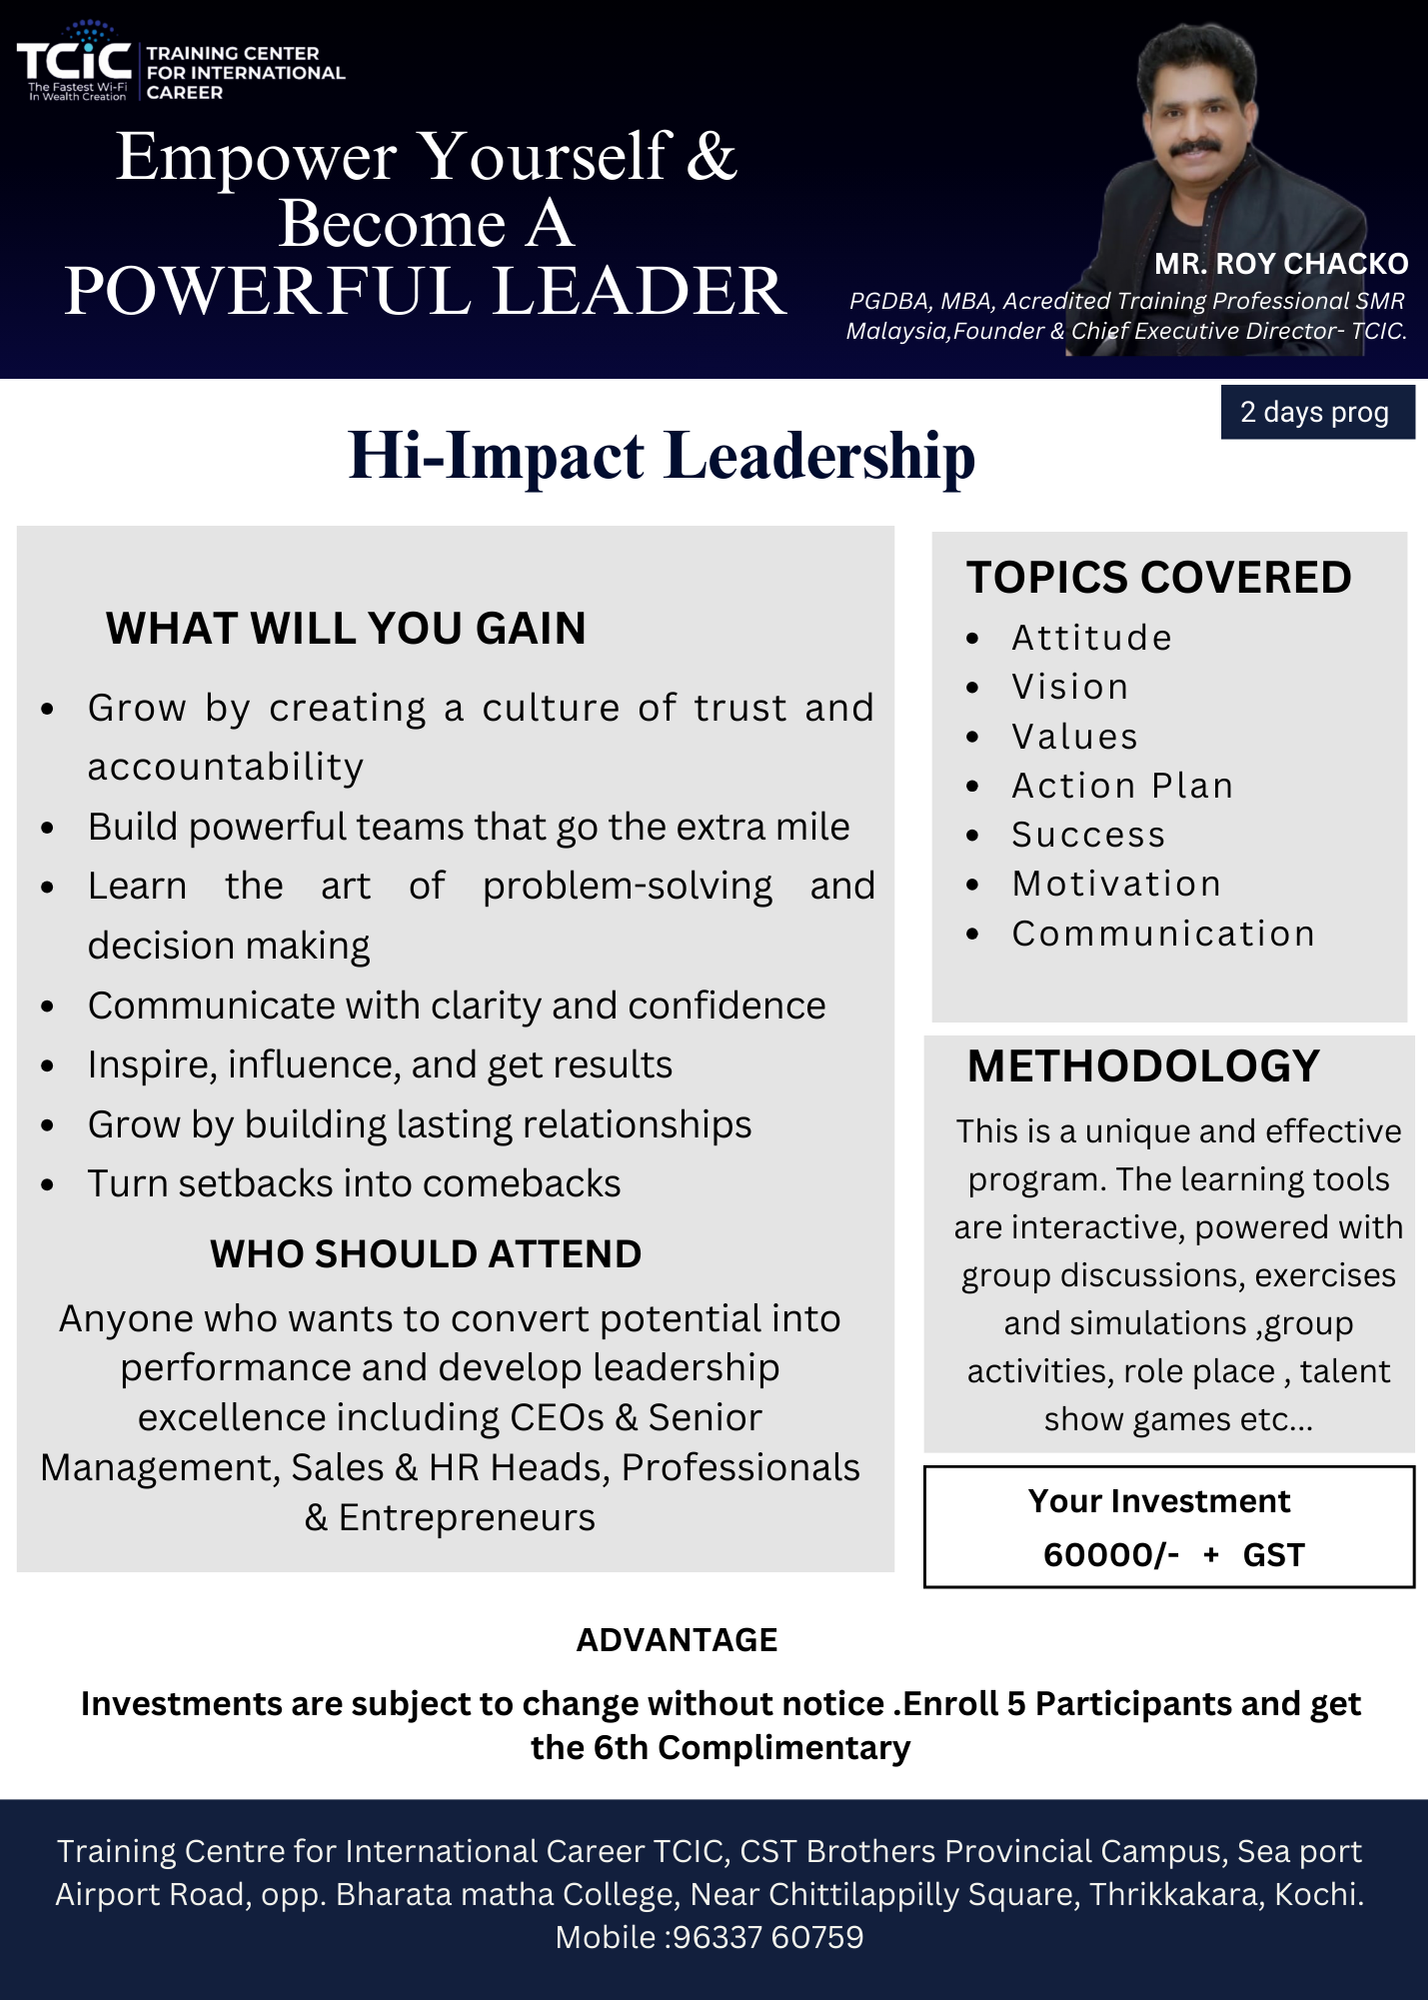 TCiC
The Fastest Wi-Fi
In Wealth Creation
TRAINING CENTER
FOR INTERNATIONAL
CAREER
Empower Yourself &
Become A
POWERFUL LEADER
MR. ROY CHACKO
PGDBA, MBA, Acredited Training Professional SMR
Malaysia,Founder & Chief Executive Director- TCIC.
2 days prog
Hi-Impact Leadership
WHAT WILL YOU GAIN
• Grow by creating a culture of trust and
accountability
• Build powerful teams that go the extra mile
• Learn the art of problem-solving and
decision making
• Communicate with clarity and confidence
• Inspire, influence, and get results
• Grow by building lasting relationships
• Turn setbacks into comebacks
WHO SHOULD ATTEND
Anyone who wants to convert potential into
performance and develop leadership
excellence including CEOs & Senior
Management, Sales & HR Heads, Professionals
& Entrepreneurs
TOPICS COVERED
• Attitude
• Vision
• Values
• Action Plan
• Success
• Motivation
• Communication
METHODOLOGY
This is a unique and effective
program. The learning tools
are interactive, powered with
group discussions, exercises
and simulations ,group
activities, role place , talent
show games etc...
Your Investment
60000/- + GST
ADVANTAGE
Investments are subject to change without notice .Enroll 5 Participants and get
the 6th Complimentary
Training Centre for International Career TCIC, CST Brothers Provincial Campus, Sea port
Airport Road, opp. Bharata matha College, Near Chittilappilly Square, Thrikkakara, Kochi.
Mobile :96337 60759